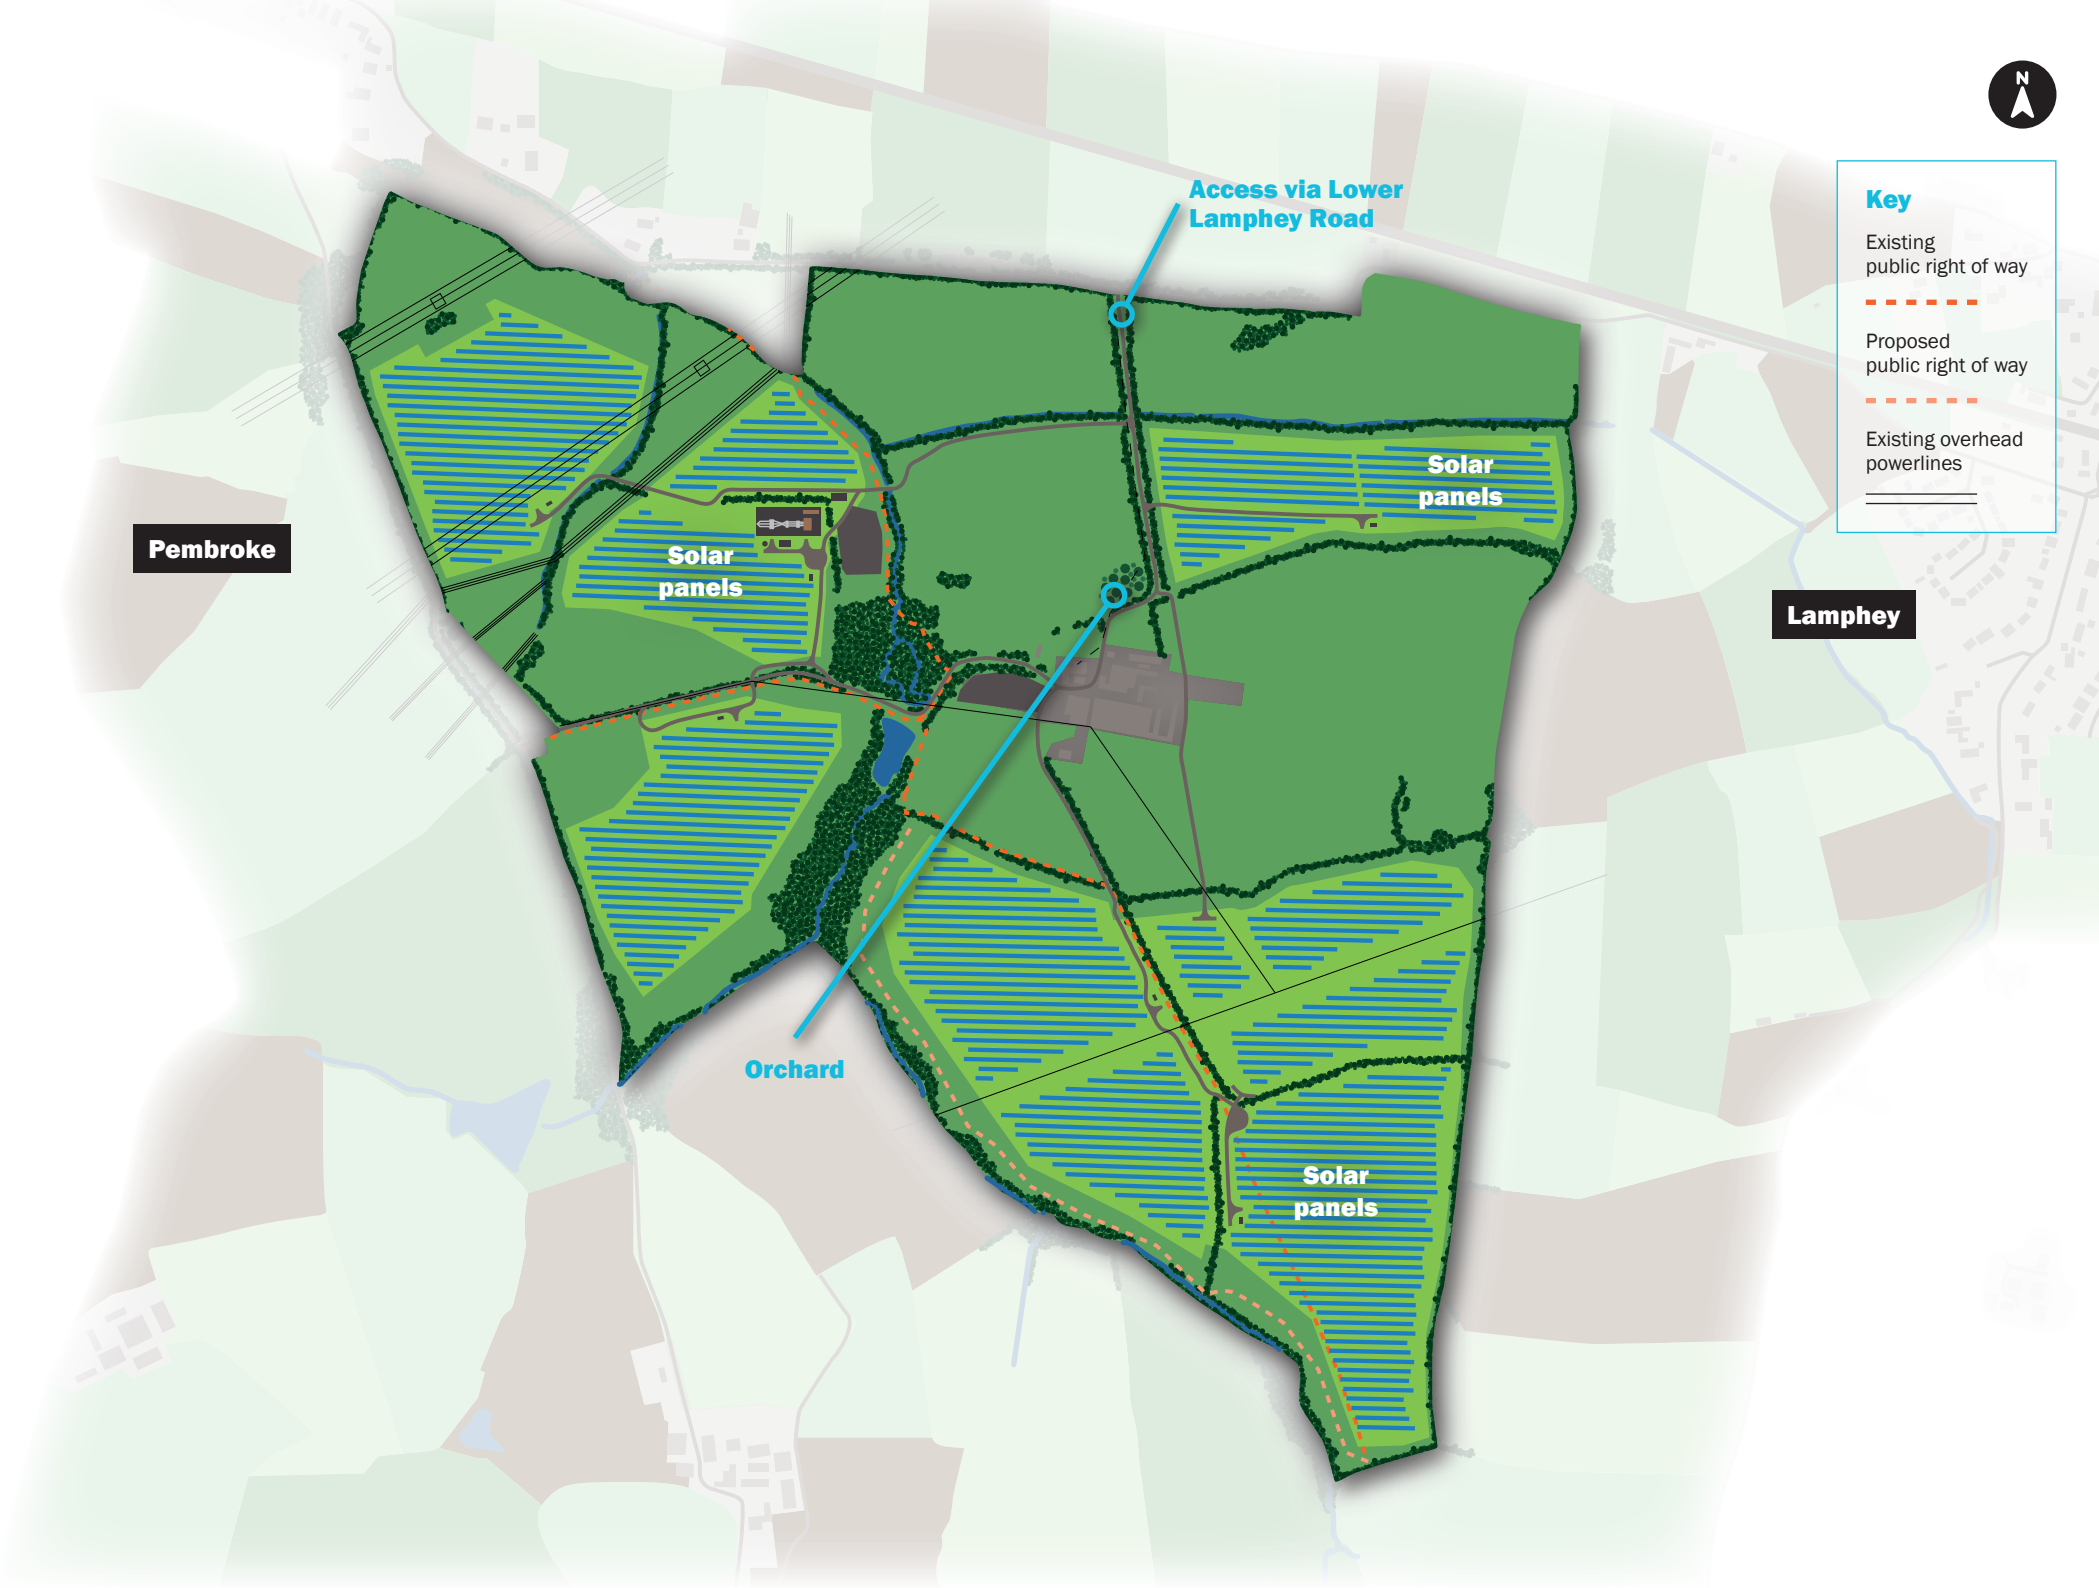 N
Access via Lower
Lamphey Road
Key
Existing
public right of way
Proposed
public right of way
Existing overhead
powerlines
Solar
panels
Pembroke
Solar
panels
Lamphey
Orchard
Solar
panels